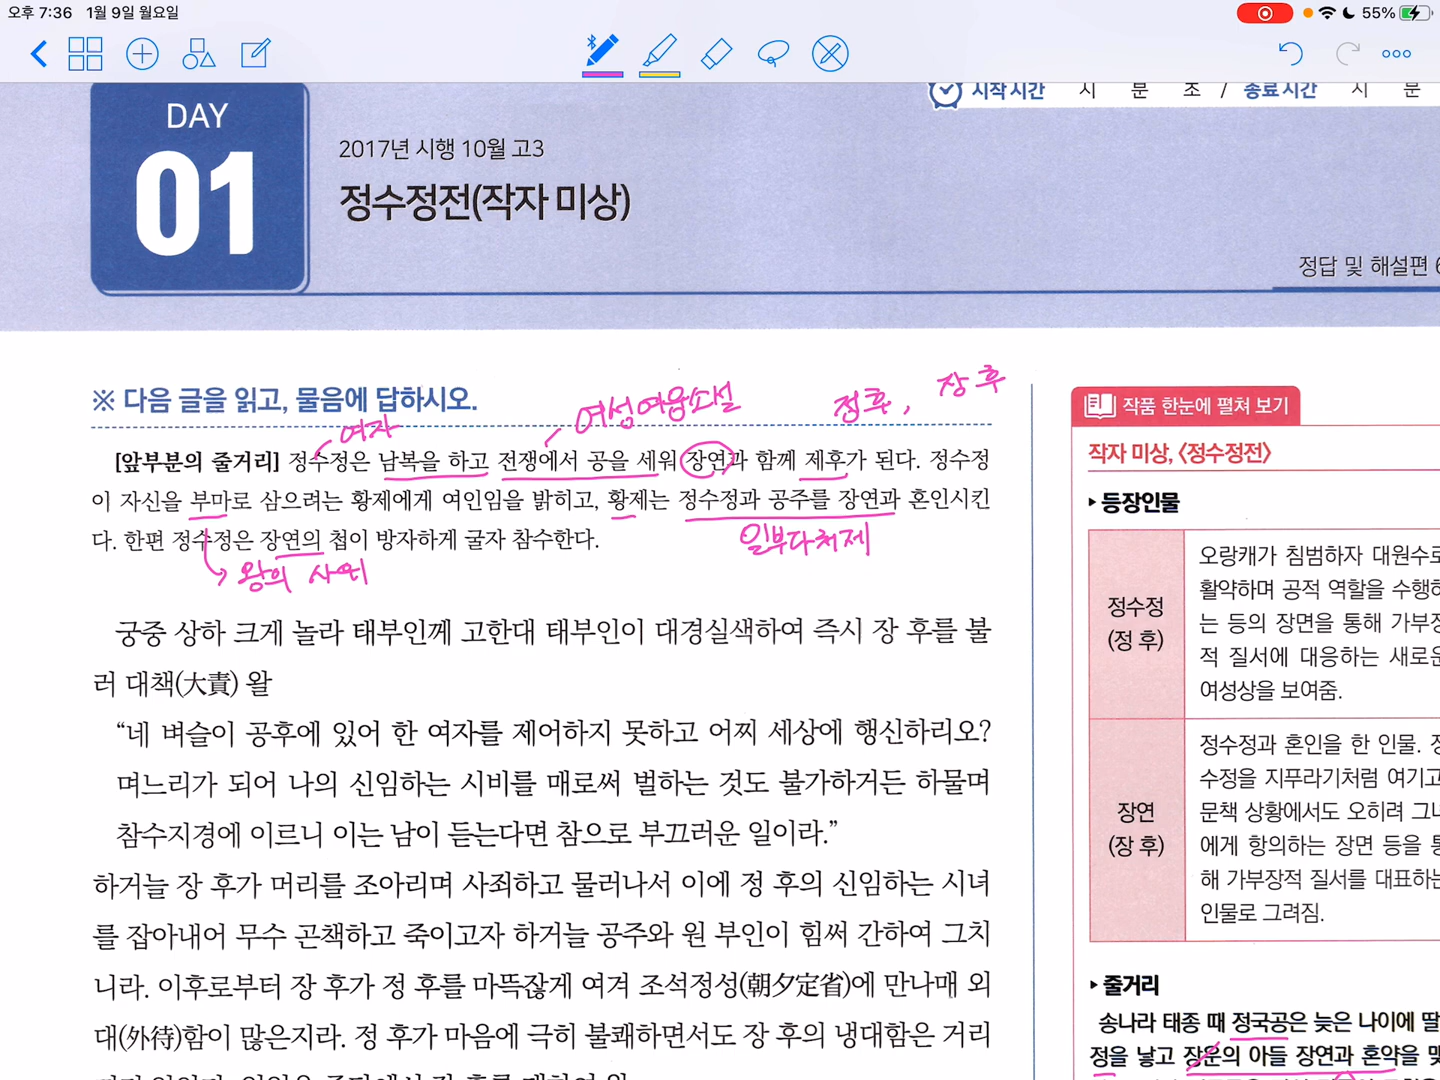 오후 7:36 1월 9일 월요일
55%
시작 시간 시 분 초 / 종료 시간 시 분
DAY
01
2017년 시행 10월 고3
정수정전(작자 미상)
정답 및 해설편 6
※ 다음 글을 읽고, 물음에 답하시오.
여자
여성영웅소설
정후, 장후
[앞부분의 줄거리] 정수정은 남복을 하고 전쟁에서 공을 세워 장연과 함께 제후가 된다. 정수정
이 자신을 부마로 삼으려는 황제에게 여인임을 밝히고, 황제는 정수정과 공주를 장연과 혼인시킨
다. 한편 정수정은 장연의 첩이 방자하게 굴자 참수한다.
일부다처제
왕의 사위
궁중 상하 크게 놀라 태부인께 고한대 태부인이 대경실색하여 즉시 장 후를 불
러 대책(大責) 왈
“네 벼슬이 공후에 있어 한 여자를 제어하지 못하고 어찌 세상에 행신하리오?
며느리가 되어 나의 신임하는 시비를 매로써 벌하는 것도 불가하거든 하물며
참수지경에 이르니 이는 남이 듣는다면 참으로 부끄러운 일이라.”
하거늘 장 후가 머리를 조아리며 사죄하고 물러나서 이에 정 후의 신임하는 시녀
를 잡아내어 무수 곤책하고 죽이고자 하거늘 공주와 원 부인이 힘써 간하여 그치
니라. 이후로부터 장 후가 정 후를 마뜩잖게 여겨 조석정성(朝夕定省)에 만나매 외
대(外待)함이 많은지라. 정 후가 마음에 극히 불쾌하면서도 장 후의 냉대함은 거리
작품 한눈에 펼쳐 보기
작자 미상, <정수정전>
▶ 등장인물
정수정
(정 후)
오랑캐가 침범하자 대원수로
활약하며 공적 역할을 수행하
는 등의 장면을 통해 가부장
적 질서에 대응하는 새로운
여성상을 보여줌.
장연
(장 후)
정수정과 혼인을 한 인물. 정
수정을 지푸라기처럼 여기고
문책 상황에서도 오히려 그녀
에게 항의하는 장면 등을 통
해 가부장적 질서를 대표하는
인물로 그려짐.
▶ 줄거리
송나라 태종 때 정국공은 늦은 나이에 딸
정을 낳고 장운의 아들 장연과 혼약을 맺